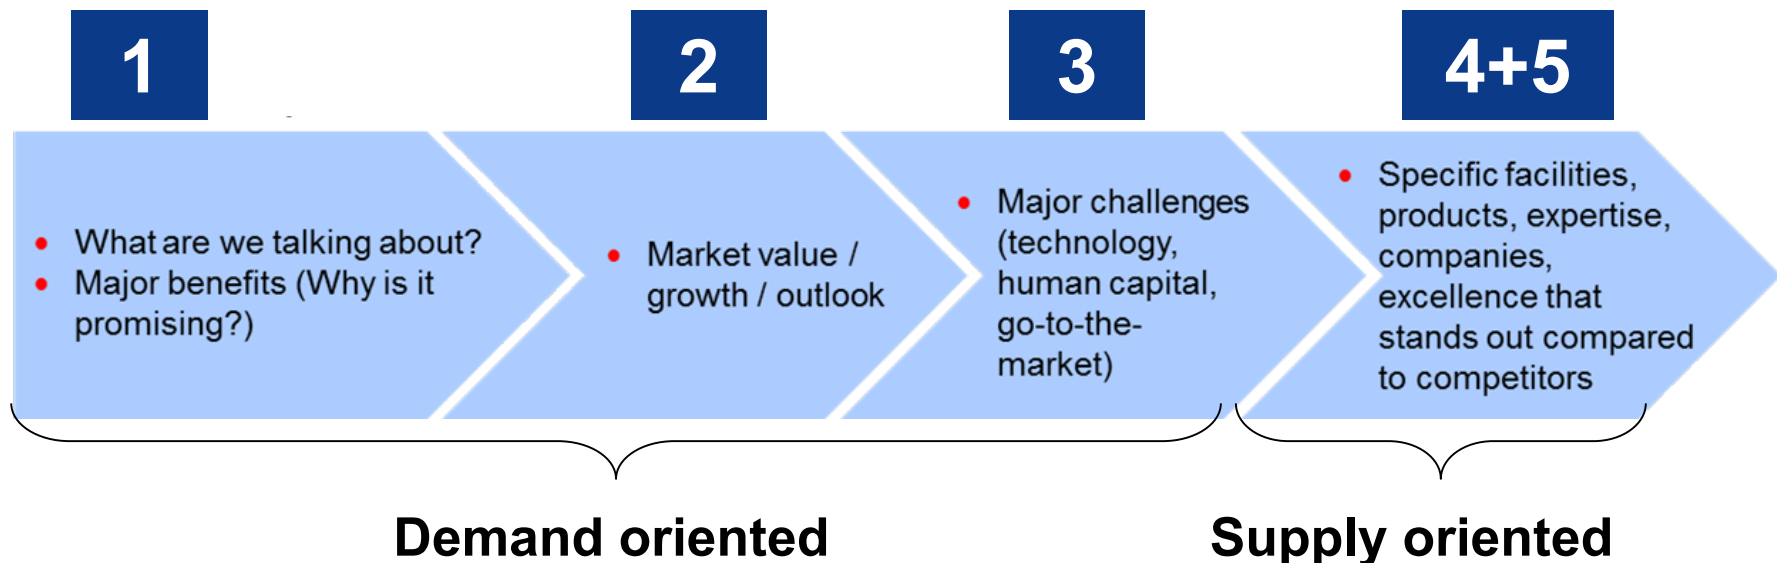 1
2
3
4+5
What are we talking about?
Major benefits (Why is it
promising?)
Market value /
growth / outlook
Major challenges
(technology,
human capital,
go-to-the-
market)
Specific facilities,
products, expertise,
companies,
excellence that
stands out compared
to competitors
Demand oriented
Supply oriented